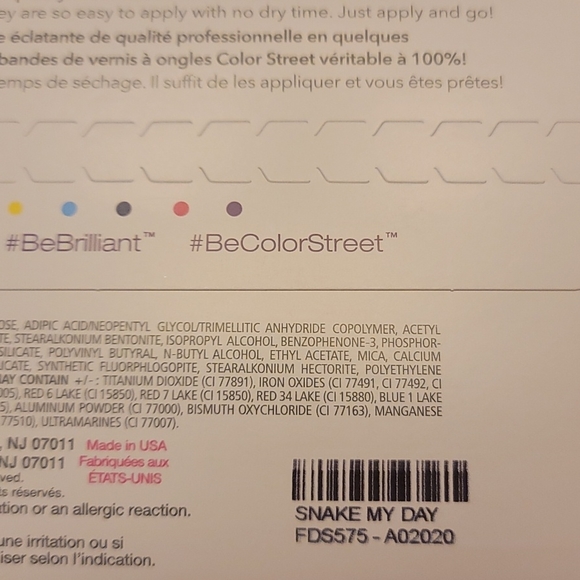 ey are so easy to apply with no dry time. Just apply and go!
e éclatante de qualité professionnelle en quelques
bandes de vernis à ongles Color Street véritable à 100%!
emps de séchage. Il suffit de les appliquer et vous êtes prêtes!
#BeBrilliant™ #BeColorStreet™
OSE, ADIPIC ACID/NEOPENTYL GLYCOL/TRIMELLITIC ANHYDRIDE COPOLYMER, ACETYL
TE, STEARALKONIUM BENTONITE, ISOPROPYL ALCOHOL, BENZOPHENONE-3, PHOSPHOR-
SILICATE, POLYVINYL BUTYRAL, N-BUTYL ALCOHOL, ETHYL ACETATE, MICA, CALCIUM
ICATE, SYNTHETIC FLUORPHLOGOPITE, STEARALKONIUM HECTORITE, POLYETHYLENE
MAY CONTAIN +/-: TITANIUM DIOXIDE (CI 77891), IRON OXIDES (CI 77491, CI 77492, CI
005), RED 6 LAKE (CI 15850), RED 7 LAKE (CI 15850), RED 34 LAKE (CI 15880), BLUE 1 LAKE
5), ALUMINUM POWDER (CI 77000), BISMUTH OXYCHLORIDE (CI 77163), MANGANESE
77510), ULTRAMARINES (CI 77007).
, NJ 07011 Made in USA
NJ 07011 Fabriquées aux
ÉTATS-UNIS
ved.
ts réservés.
tion or an allergic reaction.
une irritation ou si
iser selon l'indication.
SNAKE MY DAY
FDS575 - A02020